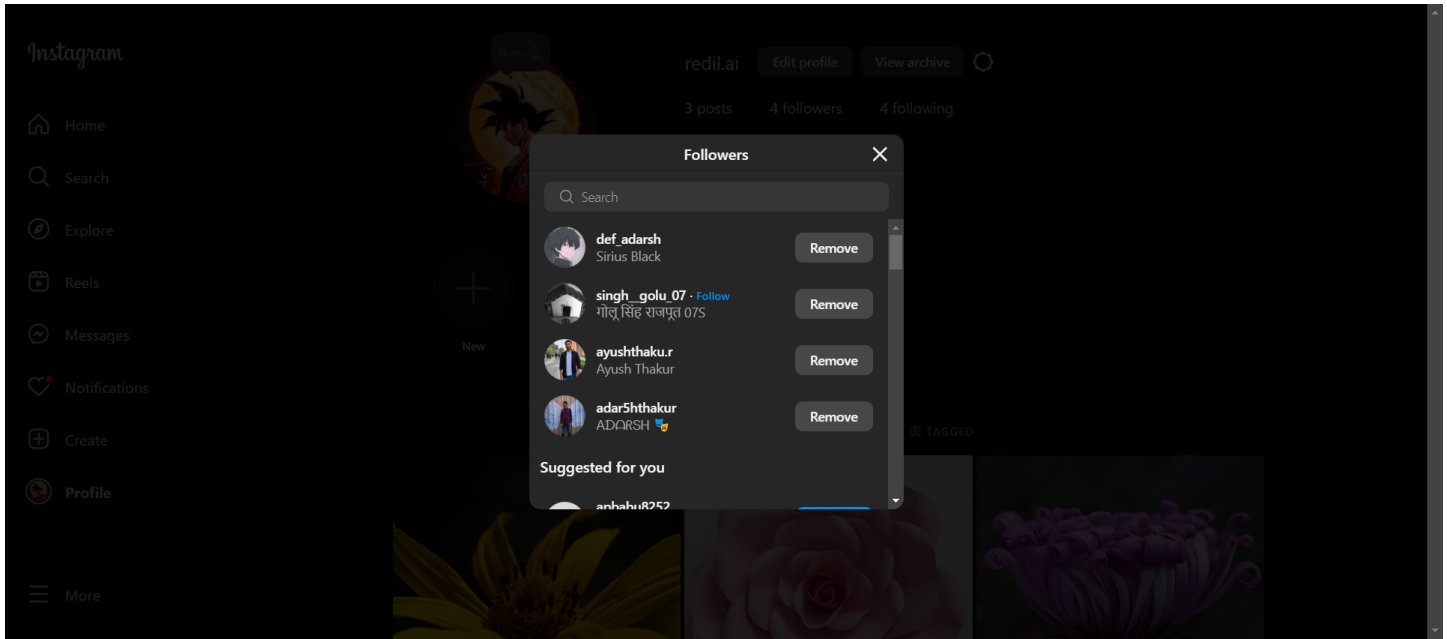 Instagram
Note...
redil.ai
Edit profile
View archive
3 posts
4 followers
4 following
Home
Search
Explore
Reels
Messages
Notifications
Create
Profile
More
New
Followers
Search
def_adarsh
Sirius Black
Remove
singh__golu_07 · Follow
गोलू सिंह राजपूत 07S
Remove
ayushthaku.r
Ayush Thakur
Remove
adar5hthakur
ADΩRSH 🎭
Remove
Suggested for you
apbabu8252
TAGGED